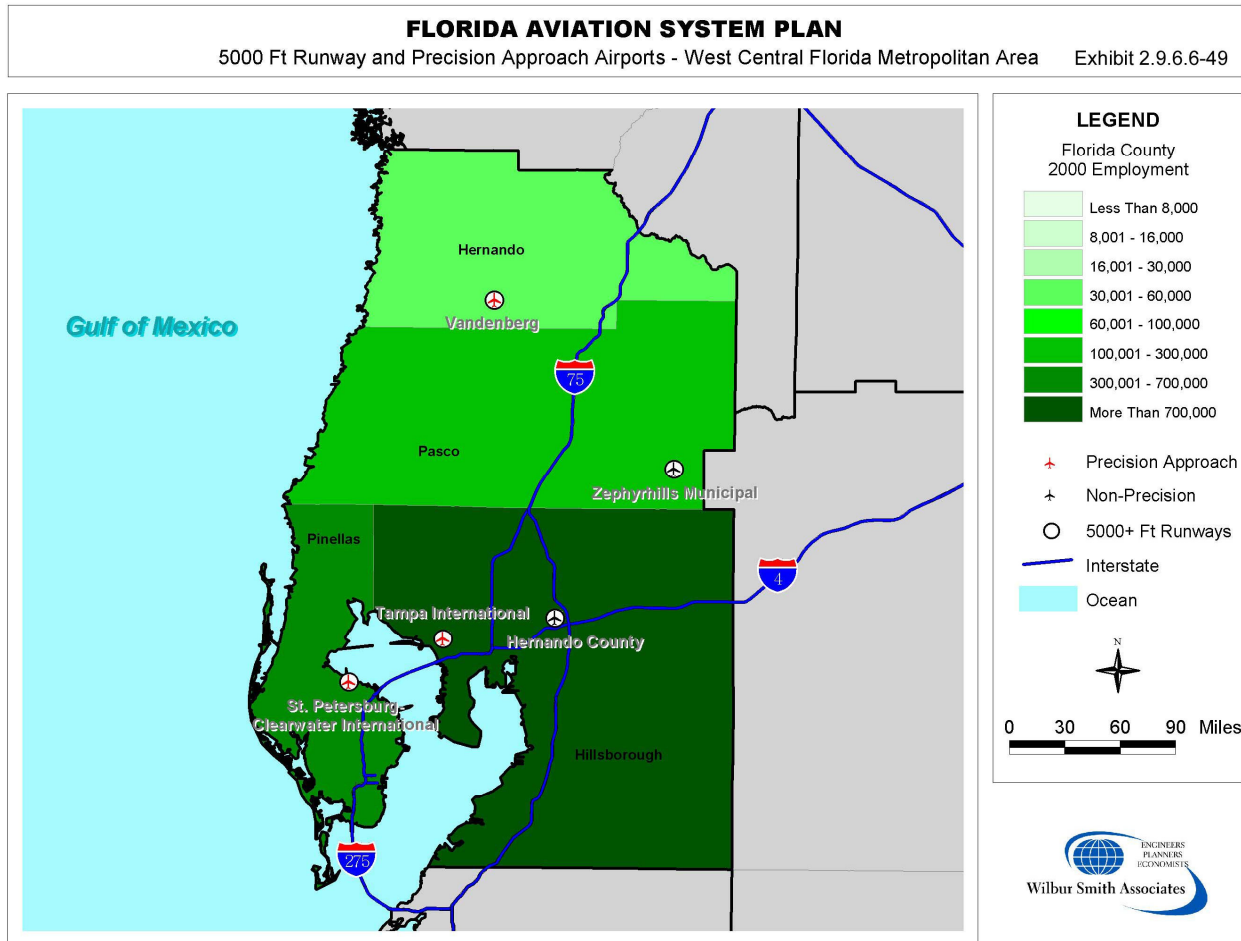 FLORIDA AVIATION SYSTEM PLAN
5000 Ft Runway and Precision Approach Airports - West Central Florida Metropolitan Area Exhibit 2.9.6.6-49
Hernando
Vandenberg
Gulf of Mexico
75
Pasco
Zephyrhills Municipal
Pinellas
4
Tampa International
Hernando County
St. Petersburg-
Clearwater International
Hillsborough
275
LEGEND
Florida County
2000 Employment
Less Than 8,000
8,001 - 16,000
16,001 - 30,000
30,001 - 60,000
60,001 - 100,000
100,001 - 300,000
300,001 - 700,000
More Than 700,000
Precision Approach
Non-Precision
5000+ Ft Runways
Interstate
Ocean
N
0 30 60 90 Miles
ENGINEERS
PLANNERS
ECONOMISTS
Wilbur Smith Associates